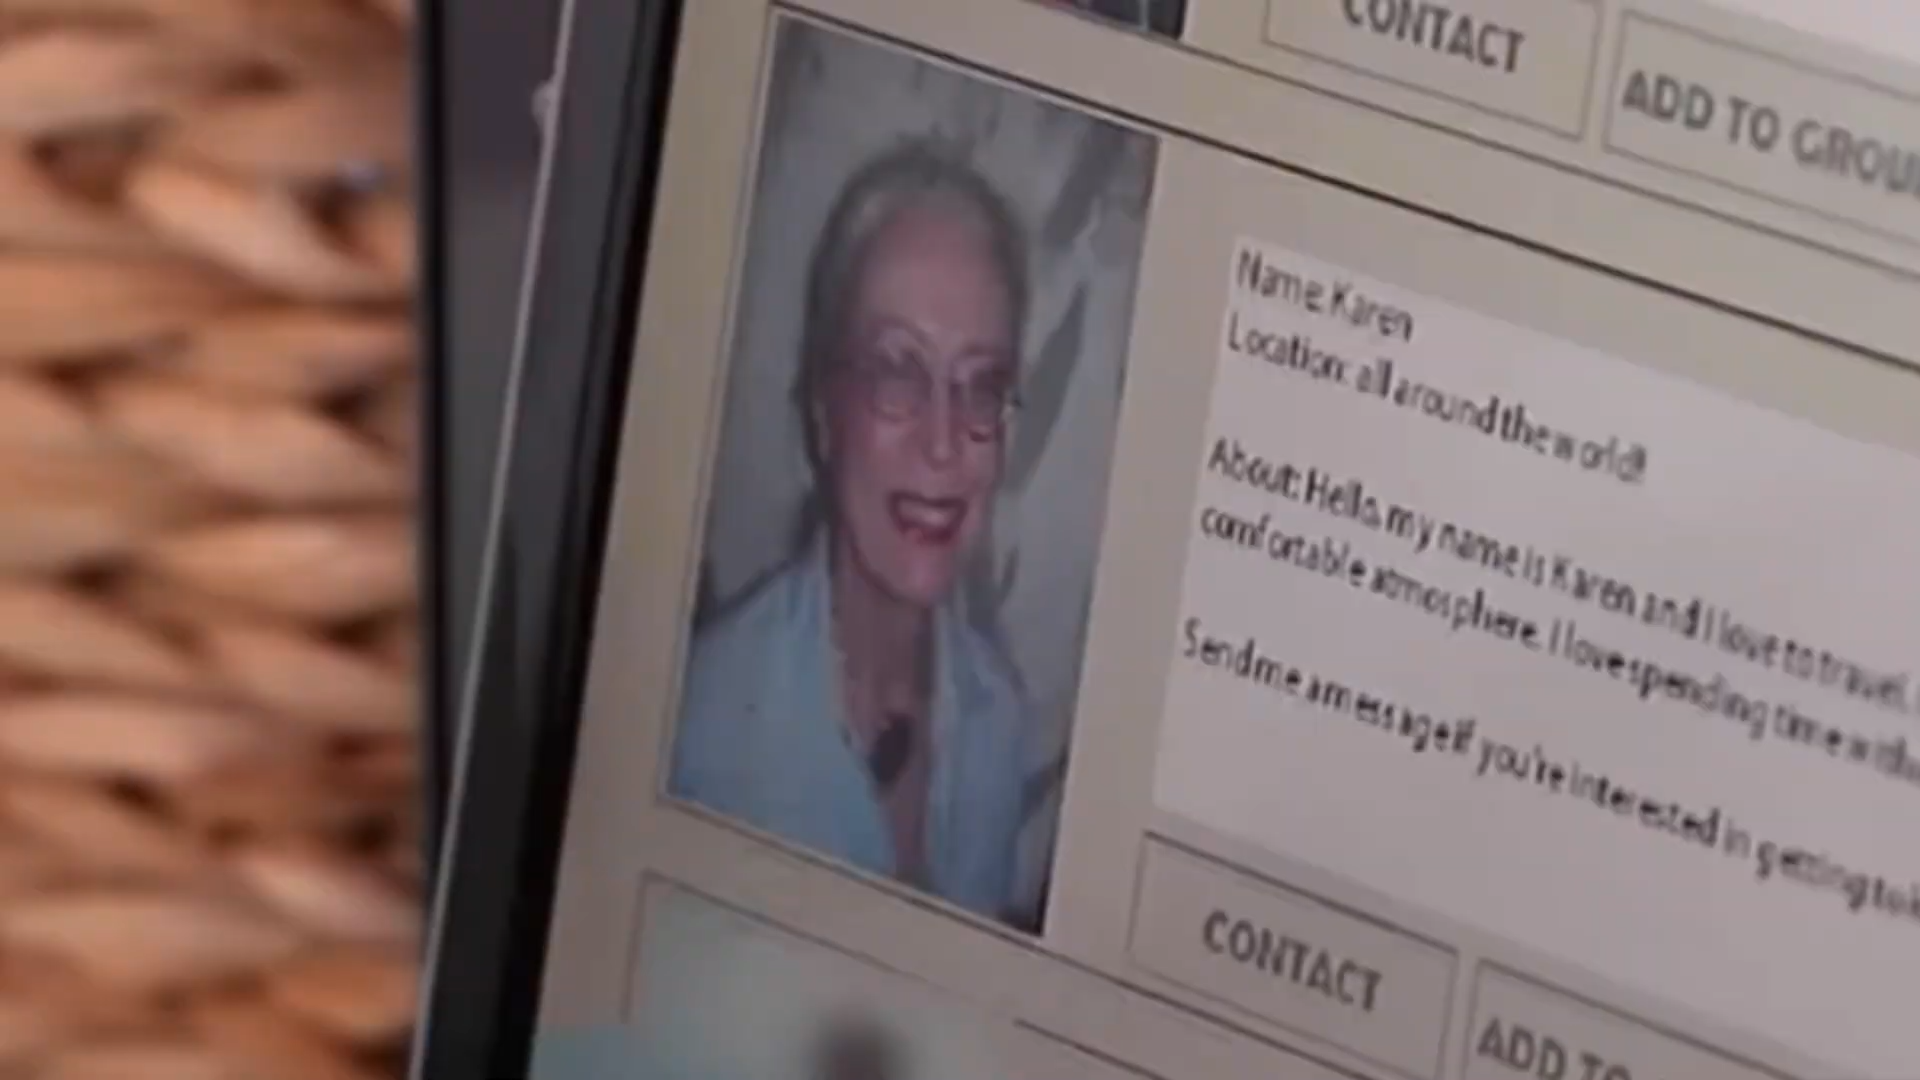 CONTACT
ADD TO GROU
Name: Karen
Location: all around the world!
About: Hello, my name is Karen and I love to travel.
comfortable atmosphere. I love spending time with
Send me a message if you're interested in getting to
CONTACT
ADD TO